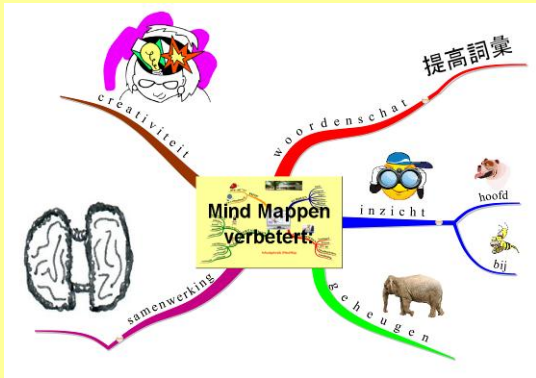 Mind Mappen
verbetert:
creativiteit
woordenschat
提高詞彙
inzicht
hoofd
bij
geheugen
samenwerking